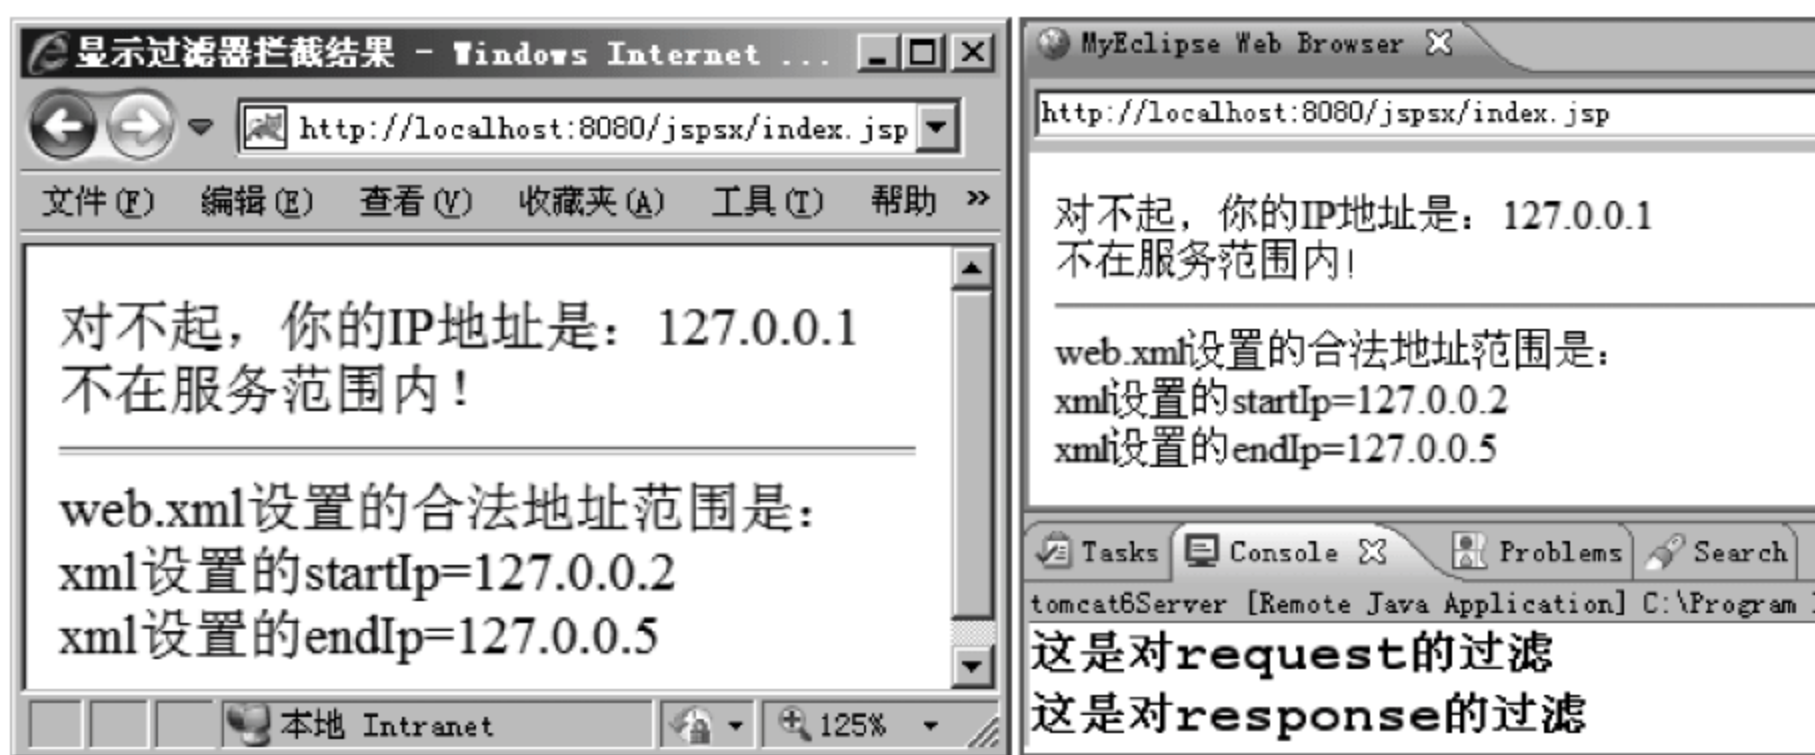 显示过滤器拦截结果 - Windows Internet ...
http://localhost:8080/jspsx/index.jsp
文件(F) 编辑(E) 查看(V) 收藏夹(A) 工具(T) 帮助 »
对不起，你的IP地址是：127.0.0.1
不在服务范围内！
web.xml设置的合法地址范围是：
xml设置的startIp=127.0.0.2
xml设置的endIp=127.0.0.5
本地 Intranet 125%
MyEclipse Web Browser
http://localhost:8080/jspsx/index.jsp
对不起，你的IP地址是：127.0.0.1
不在服务范围内！
web.xml设置的合法地址范围是：
xml设置的startIp=127.0.0.2
xml设置的endIp=127.0.0.5
Tasks Console Problems Search
tomcat6Server [Remote Java Application] C:\Program
这是对request的过滤
这是对response的过滤